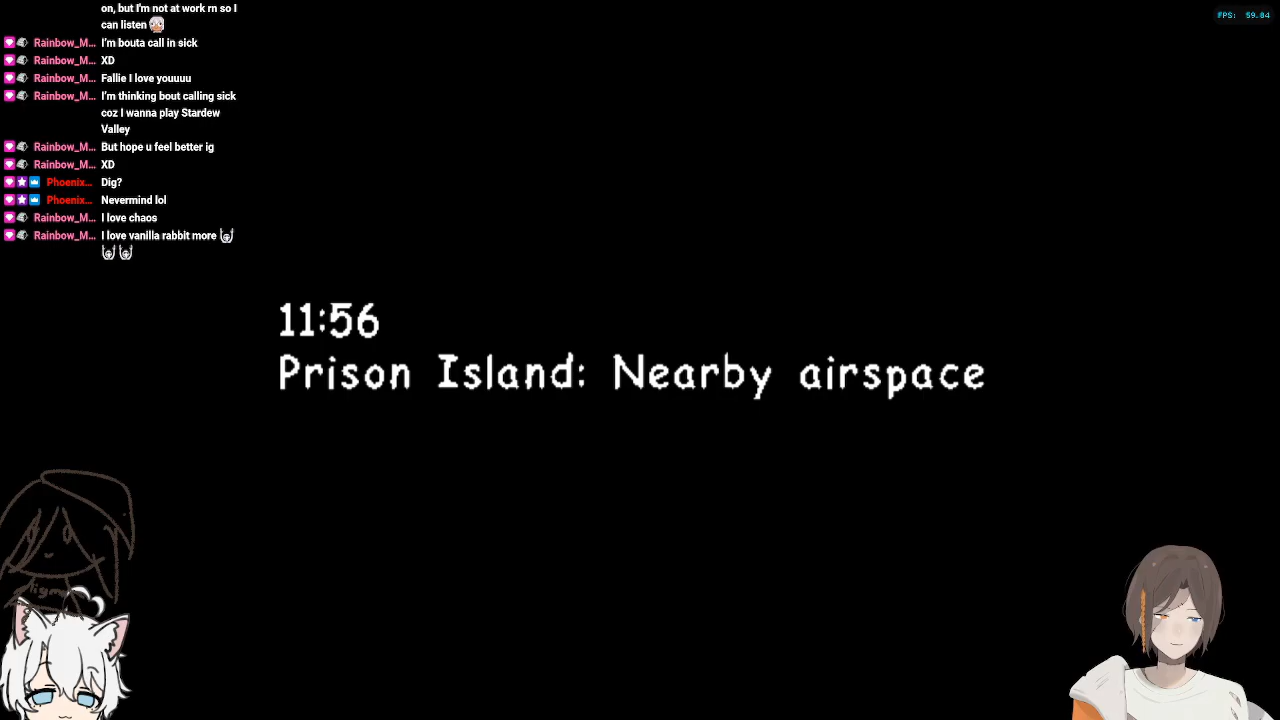 on, but I'm not at work rn so I
can listen
Rainbow_M... I'm bouta call in sick
Rainbow_M... XD
Rainbow_M... Fallie I love youuuu
Rainbow_M... I'm thinking bout calling sick
coz I wanna play Stardew
Valley
Rainbow_M... But hope u feel better ig
Rainbow_M... XD
Phoenix... Dig?
Phoenix... Nevermind lol
Rainbow_M... I love chaos
Rainbow_M... I love vanilla rabbit more
FPS: 59.84
11:56
Prison Island: Nearby airspace